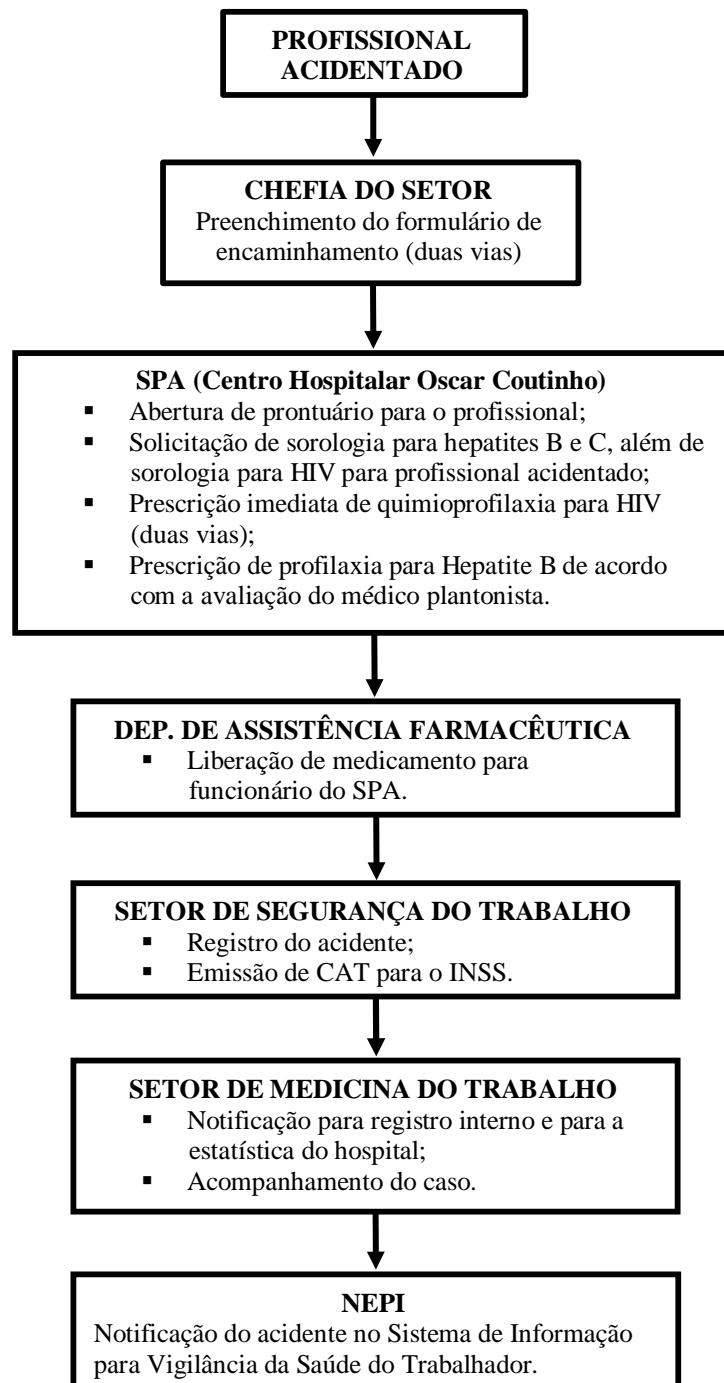 PROFISSIONAL
ACIDENTADO
CHEFIA DO SETOR
Preenchimento do formulário de
encaminhamento (duas vias)
SPA (Centro Hospitalar Oscar Coutinho)
▪ Abertura de prontuário para o profissional;
▪ Solicitação de sorologia para hepatites B e C, além de
sorologia para HIV para profissional acidentado;
▪ Prescrição imediata de quimioprofilaxia para HIV
(duas vias);
▪ Prescrição de profilaxia para Hepatite B de acordo
com a avaliação do médico plantonista.
DEP. DE ASSISTÊNCIA FARMACÊUTICA
▪ Liberação de medicamento para
funcionário do SPA.
SETOR DE SEGURANÇA DO TRABALHO
▪ Registro do acidente;
▪ Emissão de CAT para o INSS.
SETOR DE MEDICINA DO TRABALHO
▪ Notificação para registro interno e para a
estatística do hospital;
▪ Acompanhamento do caso.
NEPI
Notificação do acidente no Sistema de Informação
para Vigilância da Saúde do Trabalhador.